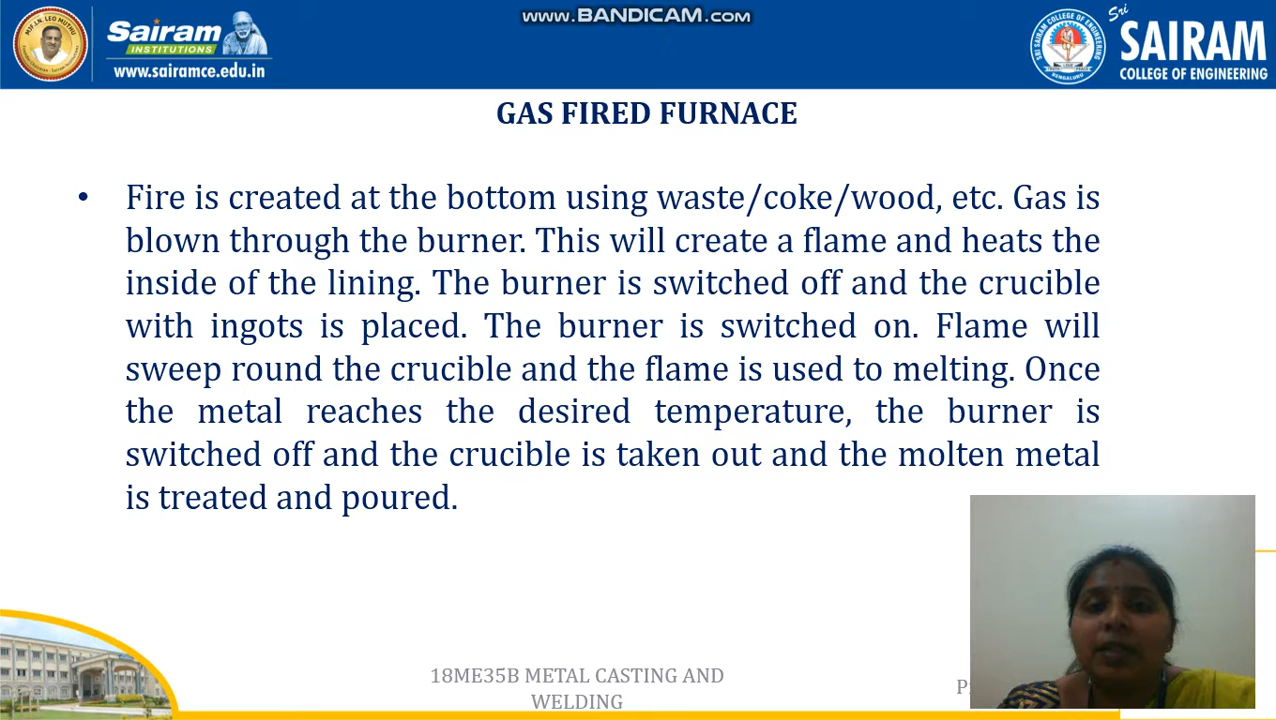 www.BANDICAM.com
Sairam
INSTITUTIONS
www.sairamce.edu.in
Sri
SAIRAM
COLLEGE OF ENGINEERING
GAS FIRED FURNACE
• Fire is created at the bottom using waste/coke/wood, etc. Gas is
blown through the burner. This will create a flame and heats the
inside of the lining. The burner is switched off and the crucible
with ingots is placed. The burner is switched on. Flame will
sweep round the crucible and the flame is used to melting. Once
the metal reaches the desired temperature, the burner is
switched off and the crucible is taken out and the molten metal
is treated and poured.
18ME35B METAL CASTING AND
WELDING